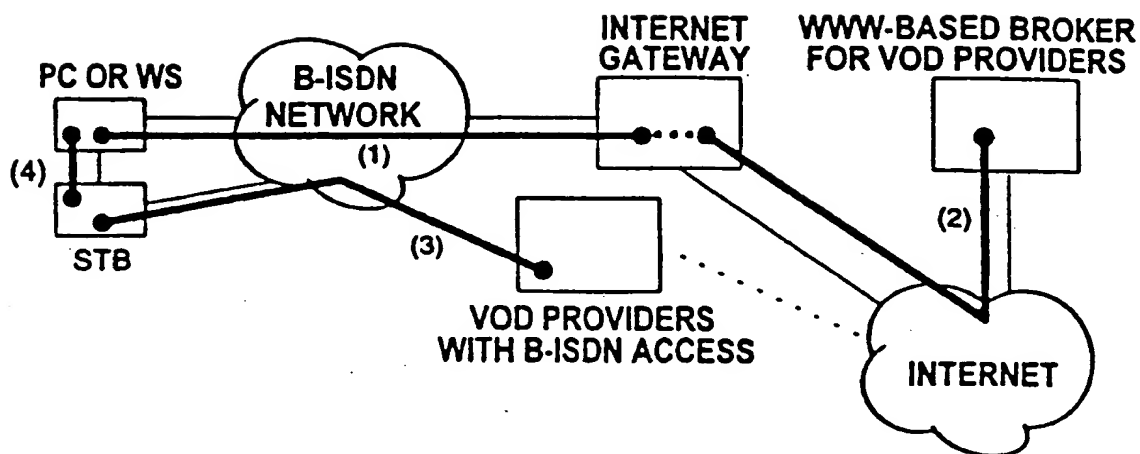 INTERNET
GATEWAY
WWW-BASED BROKER
FOR VOD PROVIDERS
PC OR WS
B-ISDN
NETWORK
(1)
(4)
(2)
STB
(3)
VOD PROVIDERS
WITH B-ISDN ACCESS
INTERNET